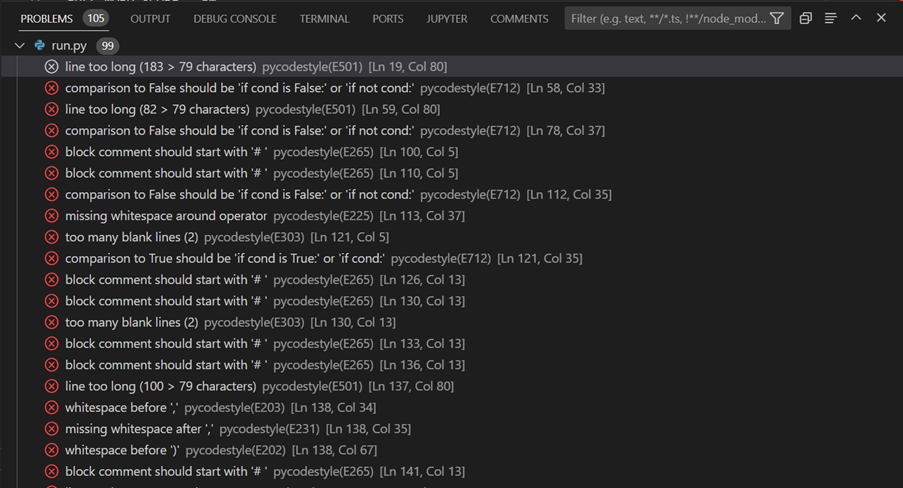 PROBLEMS 105 OUTPUT DEBUG CONSOLE TERMINAL PORTS JUPYTER COMMENTS Filter (e.g. text, **/*.ts, !**/node_mod...
run.py 99
line too long (183 > 79 characters) pycodestyle(E501) [Ln 19, Col 80]
comparison to False should be 'if cond is False:' or 'if not cond:' pycodestyle(E712) [Ln 58, Col 33]
line too long (82 > 79 characters) pycodestyle(E501) [Ln 59, Col 80]
comparison to False should be 'if cond is False:' or 'if not cond:' pycodestyle(E712) [Ln 78, Col 37]
block comment should start with '# ' pycodestyle(E265) [Ln 100, Col 5]
block comment should start with '# ' pycodestyle(E265) [Ln 110, Col 5]
comparison to False should be 'if cond is False:' or 'if not cond:' pycodestyle(E712) [Ln 112, Col 35]
missing whitespace around operator pycodestyle(E225) [Ln 113, Col 37]
too many blank lines (2) pycodestyle(E303) [Ln 121, Col 5]
comparison to True should be 'if cond is True:' or 'if cond:' pycodestyle(E712) [Ln 121, Col 35]
block comment should start with '# ' pycodestyle(E265) [Ln 126, Col 13]
block comment should start with '# ' pycodestyle(E265) [Ln 130, Col 13]
too many blank lines (2) pycodestyle(E303) [Ln 130, Col 13]
block comment should start with '# ' pycodestyle(E265) [Ln 133, Col 13]
block comment should start with '# ' pycodestyle(E265) [Ln 136, Col 13]
line too long (100 > 79 characters) pycodestyle(E501) [Ln 137, Col 80]
whitespace before ',' pycodestyle(E203) [Ln 138, Col 34]
missing whitespace after ',' pycodestyle(E231) [Ln 138, Col 35]
whitespace before ')' pycodestyle(E202) [Ln 138, Col 67]
block comment should start with '# ' pycodestyle(E265) [Ln 141, Col 13]